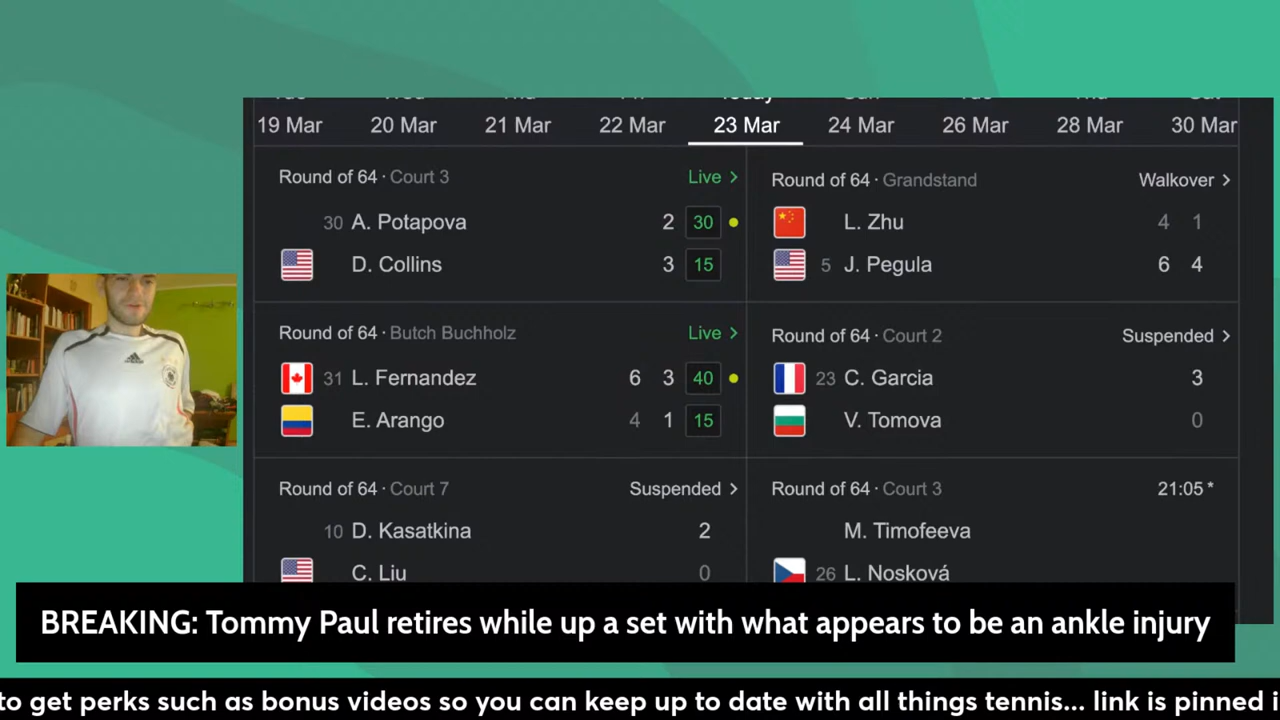 Today
19 Mar 20 Mar 21 Mar 22 Mar 23 Mar 24 Mar 26 Mar 28 Mar 30 Mar
Round of 64 · Court 3 Live >
30 A. Potapova 2 30
D. Collins 3 15
Round of 64 · Grandstand Walkover >
L. Zhu 4 1
5 J. Pegula 6 4
Round of 64 · Butch Buchholz Live >
31 L. Fernandez 6 3 40
E. Arango 4 1 15
Round of 64 · Court 2 Suspended >
23 C. Garcia 3
V. Tomova 0
Round of 64 · Court 7 Suspended >
10 D. Kasatkina 2
C. Liu 0
Round of 64 · Court 3 21:05 *
M. Timofeeva
26 L. Nosková
BREAKING: Tommy Paul retires while up a set with what appears to be an ankle injury
to get perks such as bonus videos so you can keep up to date with all things tennis... link is pinned i